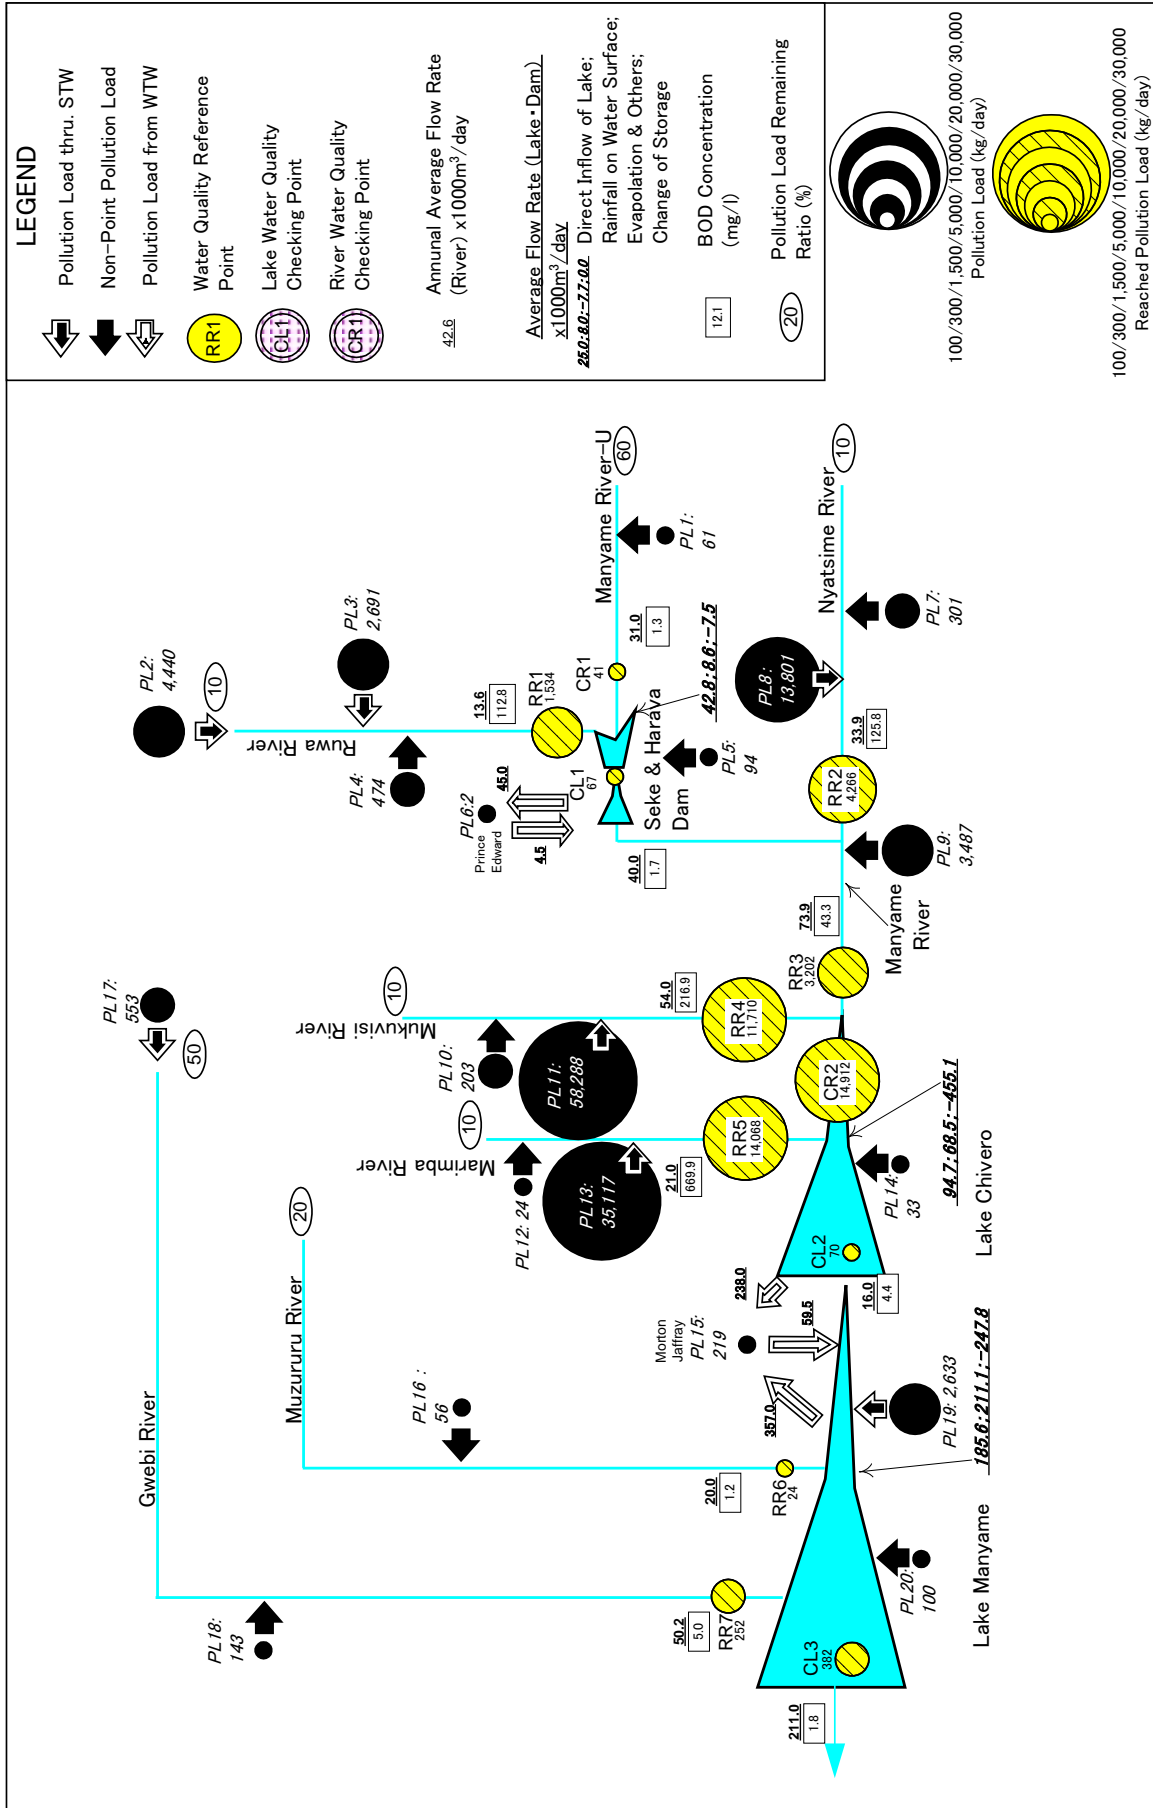 LEGEND
Pollution Load thru. STW
Non-Point Pollution Load
Pollution Load from WTW
RR1
Water Quality Reference
Point
CL1
Lake Water Quality
Checking Point
CR1
River Water Quality
Checking Point
42.6
Annunal Average Flow Rate
(River) x1000m³/day
Average Flow Rate (Lake・Dam)
x1000m³/day
25.0;8.0;-7.7;0.0
Direct Inflow of Lake;
Rainfall on Water Surface;
Evapolation & Others;
Change of Storage
12.1
BOD Concentration
(mg/l)
20
Pollution Load Remaining
Ratio (%)
100/300/1,500/5,000/10,000/20,000/30,000
Pollution Load (kg/day)
100/300/1,500/5,000/10,000/20,000/30,000
Reached Pollution Load (kg/day)
Gwebi River
PL17:
553
50
PL18:
143
50.2
5.0
RR7
252
Muzururu River
20
PL16 :
56
20.0
1.2
RR6
24
Marimba River
10
PL12: 24
PL13:
35,117
21.0
669.9
RR5
14,068
Mukuvisi River
10
PL10:
203
PL11:
58,288
54.0
216.9
RR4
11,710
PL2:
4,440
10
Ruwa River
PL3:
2,691
PL4:
474
13.6
112.8
RR1
1,534
Manyame River-U
60
PL1:
61
31.0
1.3
CR1
41
42.8;8.6;-7.5
Seke & Harava
Dam
CL1
67
PL5:
94
PL6:2
Prince
Edward
45.0
4.5
40.0
1.7
Nyatsime River
10
PL7:
301
PL8 :
13,801
33.9
125.8
RR2
4,266
PL9:
3,487
Manyame
River
73.9
43.3
RR3
3,202
CR2
14,912
94.7;68.5;-455.1
Lake Chivero
PL14:
33
CL2
70
16.0
4.4
238.0
Morton
Jaffray
PL15:
219
59.5
357.0
PL19: 2,633
185.6;211.1;-247.8
Lake Manyame
PL20:
100
CL3
382
211.0
1.8